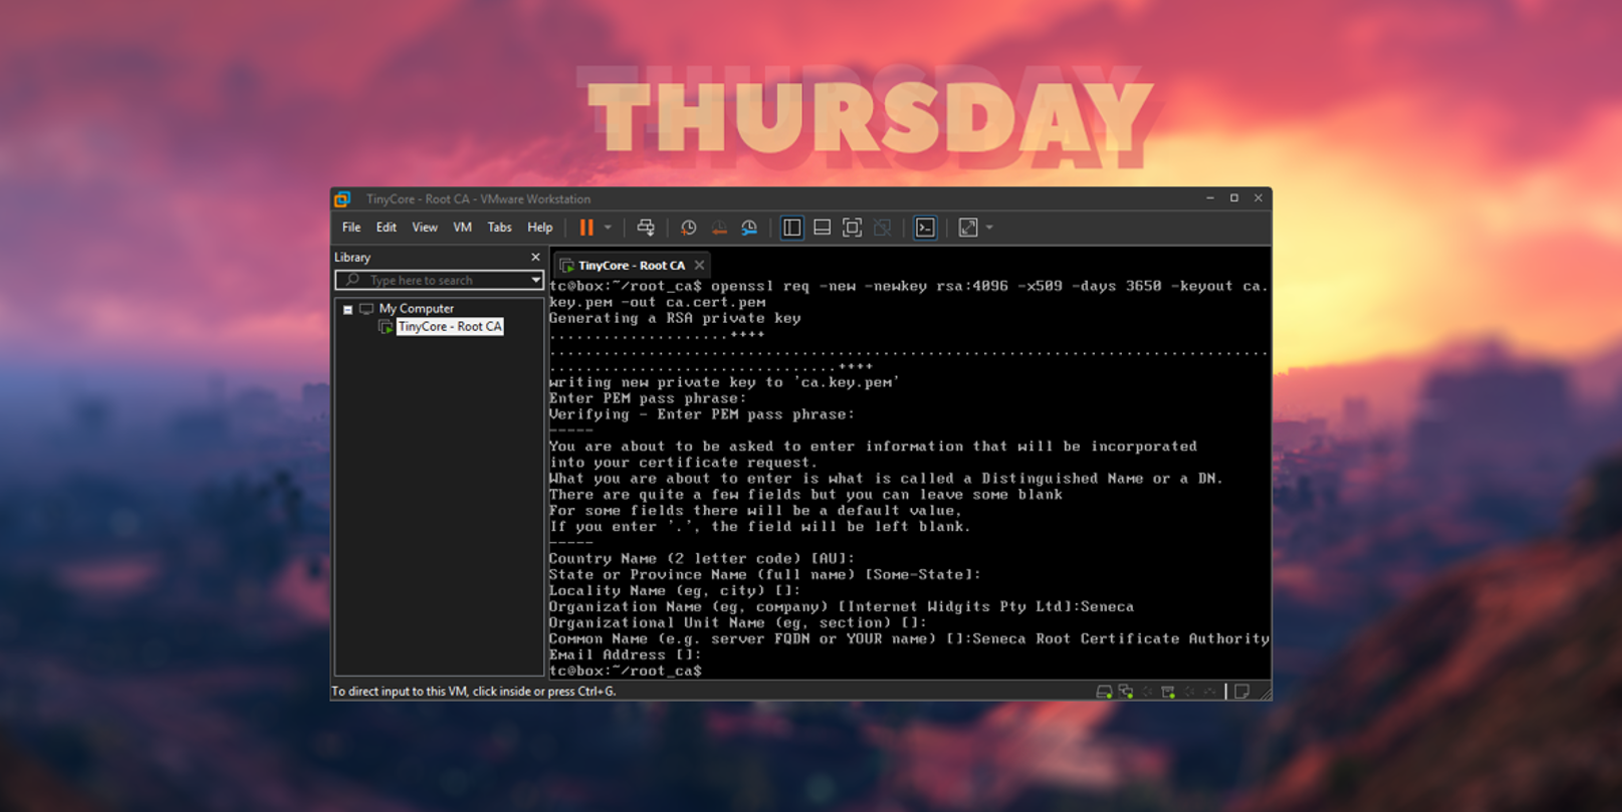 THURSDAY
TinyCore - Root CA - VMware Workstation
File Edit View VM Tabs Help
Library
Type here to search
My Computer
TinyCore - Root CA
TinyCore - Root CA
tc@box:~/root_ca$ openssl req -new -newkey rsa:4096 -x509 -days 3650 -keyout ca.
key.pem -out ca.cert.pem
Generating a RSA private key
....................++++
................................................................................
................................++++
writing new private key to 'ca.key.pem'
Enter PEM pass phrase:
Verifying - Enter PEM pass phrase:
-----
You are about to be asked to enter information that will be incorporated
into your certificate request.
What you are about to enter is what is called a Distinguished Name or a DN.
There are quite a few fields but you can leave some blank
For some fields there will be a default value,
If you enter '.', the field will be left blank.
-----
Country Name (2 letter code) [AU]:
State or Province Name (full name) [Some-State]:
Locality Name (eg, city) []:
Organization Name (eg, company) [Internet Widgits Pty Ltd]:Seneca
Organizational Unit Name (eg, section) []:
Common Name (e.g. server FQDN or YOUR name) []:Seneca Root Certificate Authority
Email Address []:
tc@box:~/root_ca$
To direct input to this VM, click inside or press Ctrl+G.